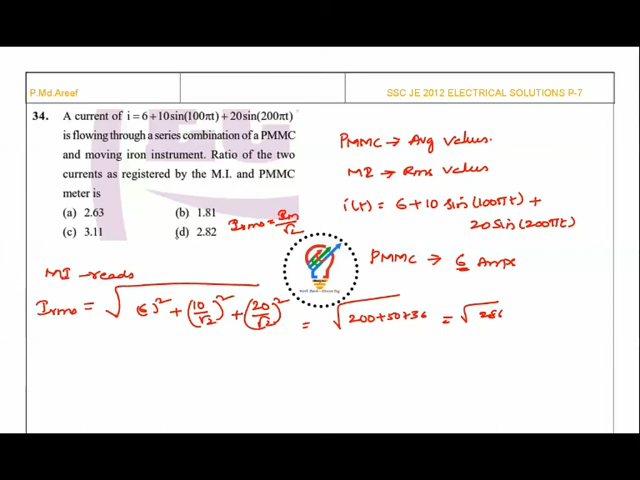 P.Md.Areef
SSC JE 2012 ELECTRICAL SOLUTIONS P-7
34. A current of i = 6 + 10 sin(100πt) + 20 sin(200πt)
is flowing through a series combination of a PMMC
and moving iron instrument. Ratio of the two
currents as registered by the M.I. and PMMC
meter is
(a) 2.63 (b) 1.81
(c) 3.11 (d) 2.82
Irms = Im/√2
PMMC → Avg values.
MI → Rms values
i(t) = 6 + 10 sin(100πt) +
20 sin(200πt)
PMMC → 6 Amps
MI → reads
Irms = √(6)² + (10/√2)² + (20/√2)² = √200+50+36 = √286